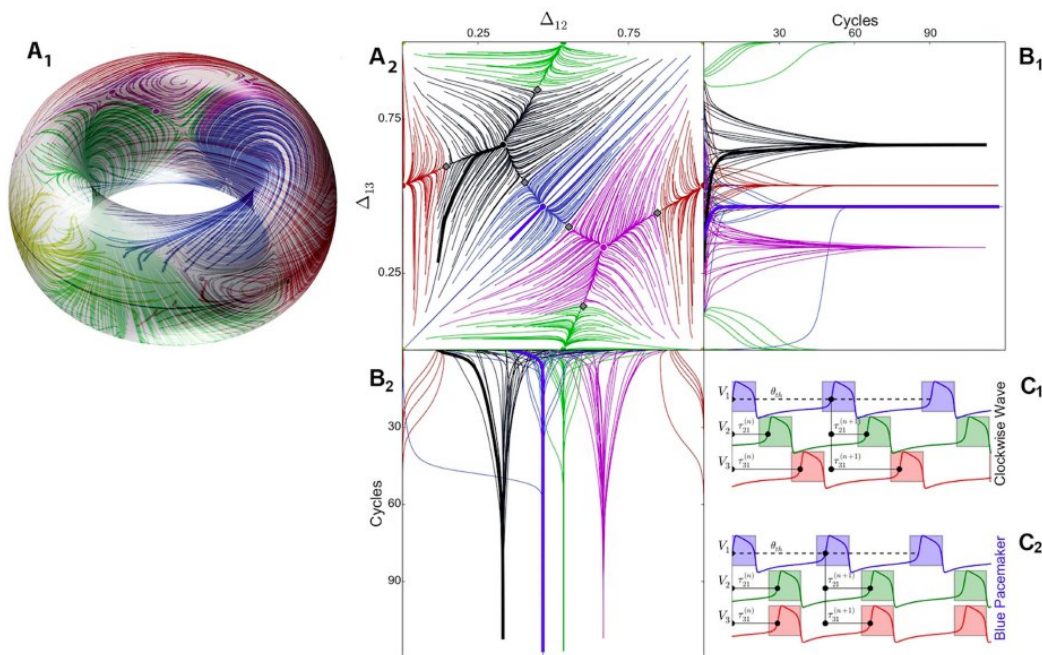 A₁
Δ₁₂
0.25
0.75
A₂
Δ₁₃
0.75
0.25
Cycles
30
60
90
B₁
B₂
Cycles
30
60
90
C₁
V₁
θ_th
V₂
τ₂₁⁽ⁿ⁾
τ₂₁⁽ⁿ⁺¹⁾
V₃
τ₃₁⁽ⁿ⁾
τ₃₁⁽ⁿ⁺¹⁾
Clockwise Wave
C₂
V₁
θ_th
V₂
τ₂₁⁽ⁿ⁾
τ₂₁⁽ⁿ⁺¹⁾
V₃
τ₃₁⁽ⁿ⁾
τ₃₁⁽ⁿ⁺¹⁾
Blue Pacemaker